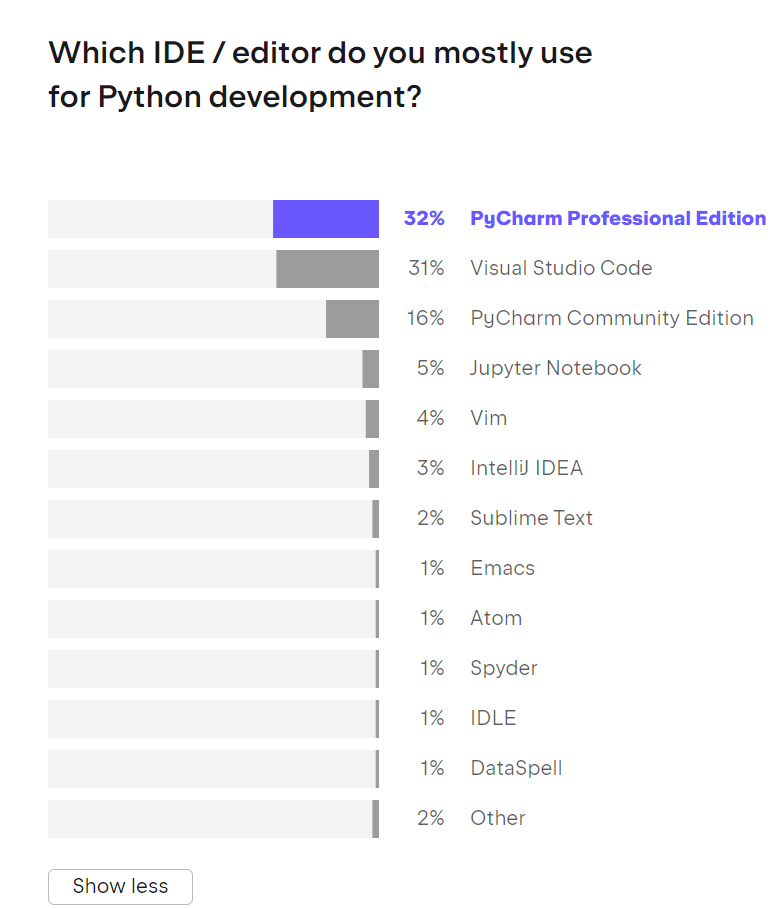 Which IDE / editor do you mostly use
for Python development?
32% PyCharm Professional Edition
31% Visual Studio Code
16% PyCharm Community Edition
5% Jupyter Notebook
4% Vim
3% IntelliJ IDEA
2% Sublime Text
1% Emacs
1% Atom
1% Spyder
1% IDLE
1% DataSpell
2% Other
Show less